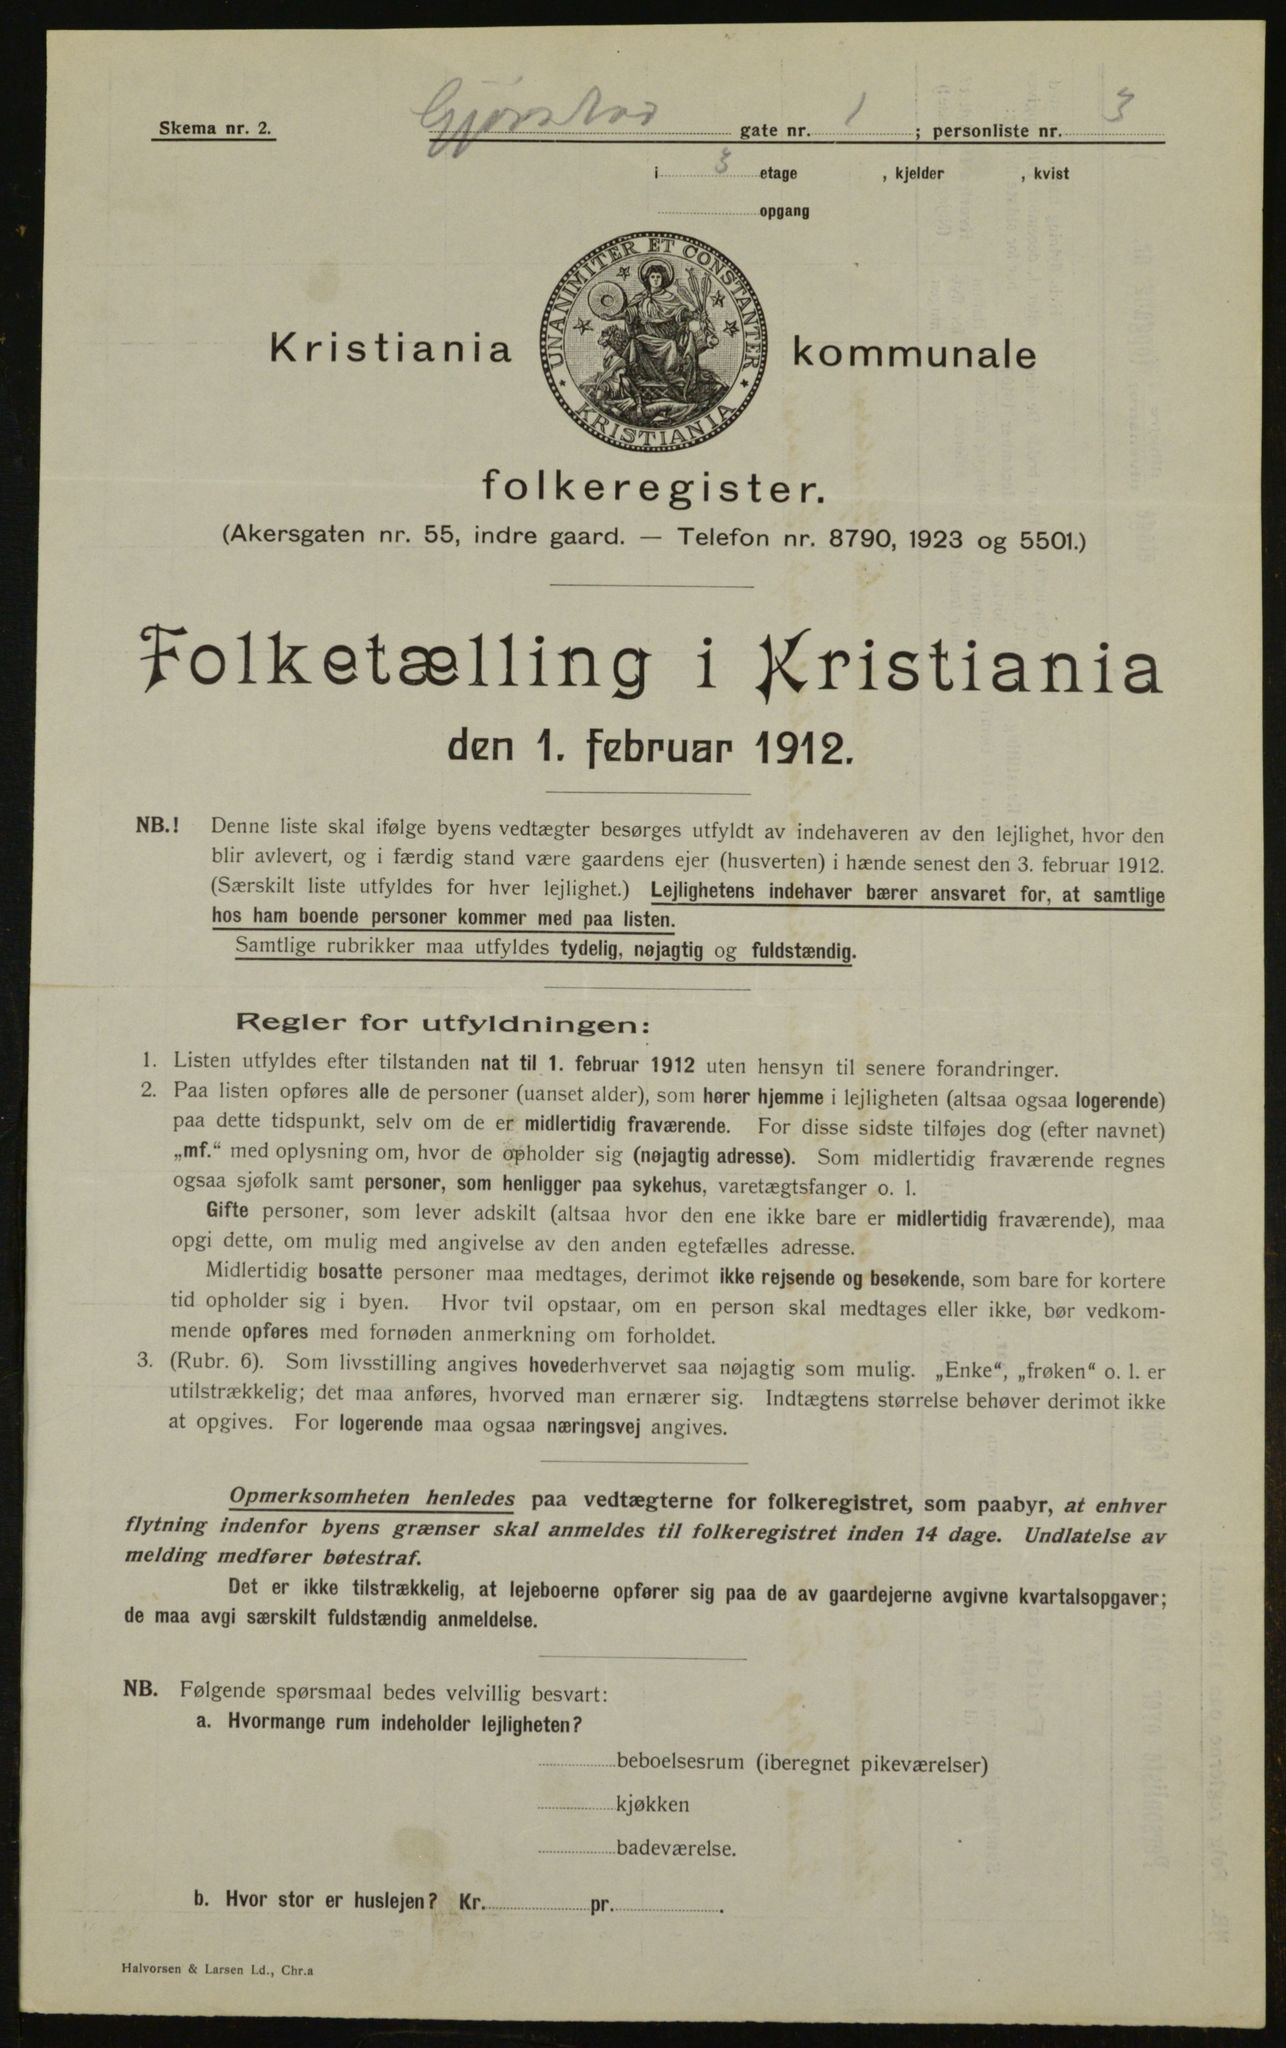 Skema nr. 2.
Gjørstad gate nr. 1; personliste nr. 3
i 3 etage , kjelder , kvist
opgang
UNANIMITER ET CONSTANTER
KRISTIANIA
Kristiania kommunale
folkeregister.
(Akersgaten nr. 55, indre gaard. — Telefon nr. 8790, 1923 og 5501.)
Folketælling i Kristiania
den 1. februar 1912.
NB.! Denne liste skal ifølge byens vedtægter besørges utfyldt av indehaveren av den lejlighet, hvor den
blir avlevert, og i færdig stand være gaardens ejer (husverten) i hænde senest den 3. februar 1912.
(Særskilt liste utfyldes for hver lejlighet.) Lejlighetens indehaver bærer ansvaret for, at samtlige
hos ham boende personer kommer med paa listen.
Samtlige rubrikker maa utfyldes tydelig, nøjagtig og fuldstændig.
Regler for utfyldningen:
1. Listen utfyldes efter tilstanden nat til 1. februar 1912 uten hensyn til senere forandringer.
2. Paa listen opføres alle de personer (uanset alder), som hører hjemme i lejligheten (altsaa ogsaa logerende)
paa dette tidspunkt, selv om de er midlertidig fraværende. For disse sidste tilføjes dog (efter navnet)
„mf.“ med oplysning om, hvor de opholder sig (nøjagtig adresse). Som midlertidig fraværende regnes
ogsaa sjøfolk samt personer, som henligger paa sykehus, varetægtsfanger o. l.
Gifte personer, som lever adskilt (altsaa hvor den ene ikke bare er midlertidig fraværende), maa
opgi dette, om mulig med angivelse av den anden egtefælles adresse.
Midlertidig bosatte personer maa medtages, derimot ikke rejsende og besøkende, som bare for kortere
tid opholder sig i byen. Hvor tvil opstaar, om en person skal medtages eller ikke, bør vedkom-
mende opføres med fornøden anmerkning om forholdet.
3. (Rubr. 6). Som livsstilling angives hovederhvervet saa nøjagtig som mulig. „Enke“, „frøken“ o. l. er
utilstrækkelig; det maa anføres, hvorved man ernærer sig. Indtægtens størrelse behøver derimot ikke
at opgives. For logerende maa ogsaa næringsvej angives.
Opmerksomheten henledes paa vedtægterne for folkeregistret, som paabyr, at enhver
flytning indenfor byens grænser skal anmeldes til folkeregistret inden 14 dage. Undlatelse av
melding medfører bøtestraf.
Det er ikke tilstrækkelig, at lejeboerne opfører sig paa de av gaardejerne avgivne kvartalsopgaver;
de maa avgi særskilt fuldstændig anmeldelse.
NB. Følgende spørsmaal bedes velvillig besvart:
a. Hvormange rum indeholder lejligheten?
beboelsesrum (iberegnet pikeværelser)
kjøkken
badeværelse.
b. Hvor stor er huslejen? Kr. pr. .
Halvorsen & Larsen Ld., Chr.a